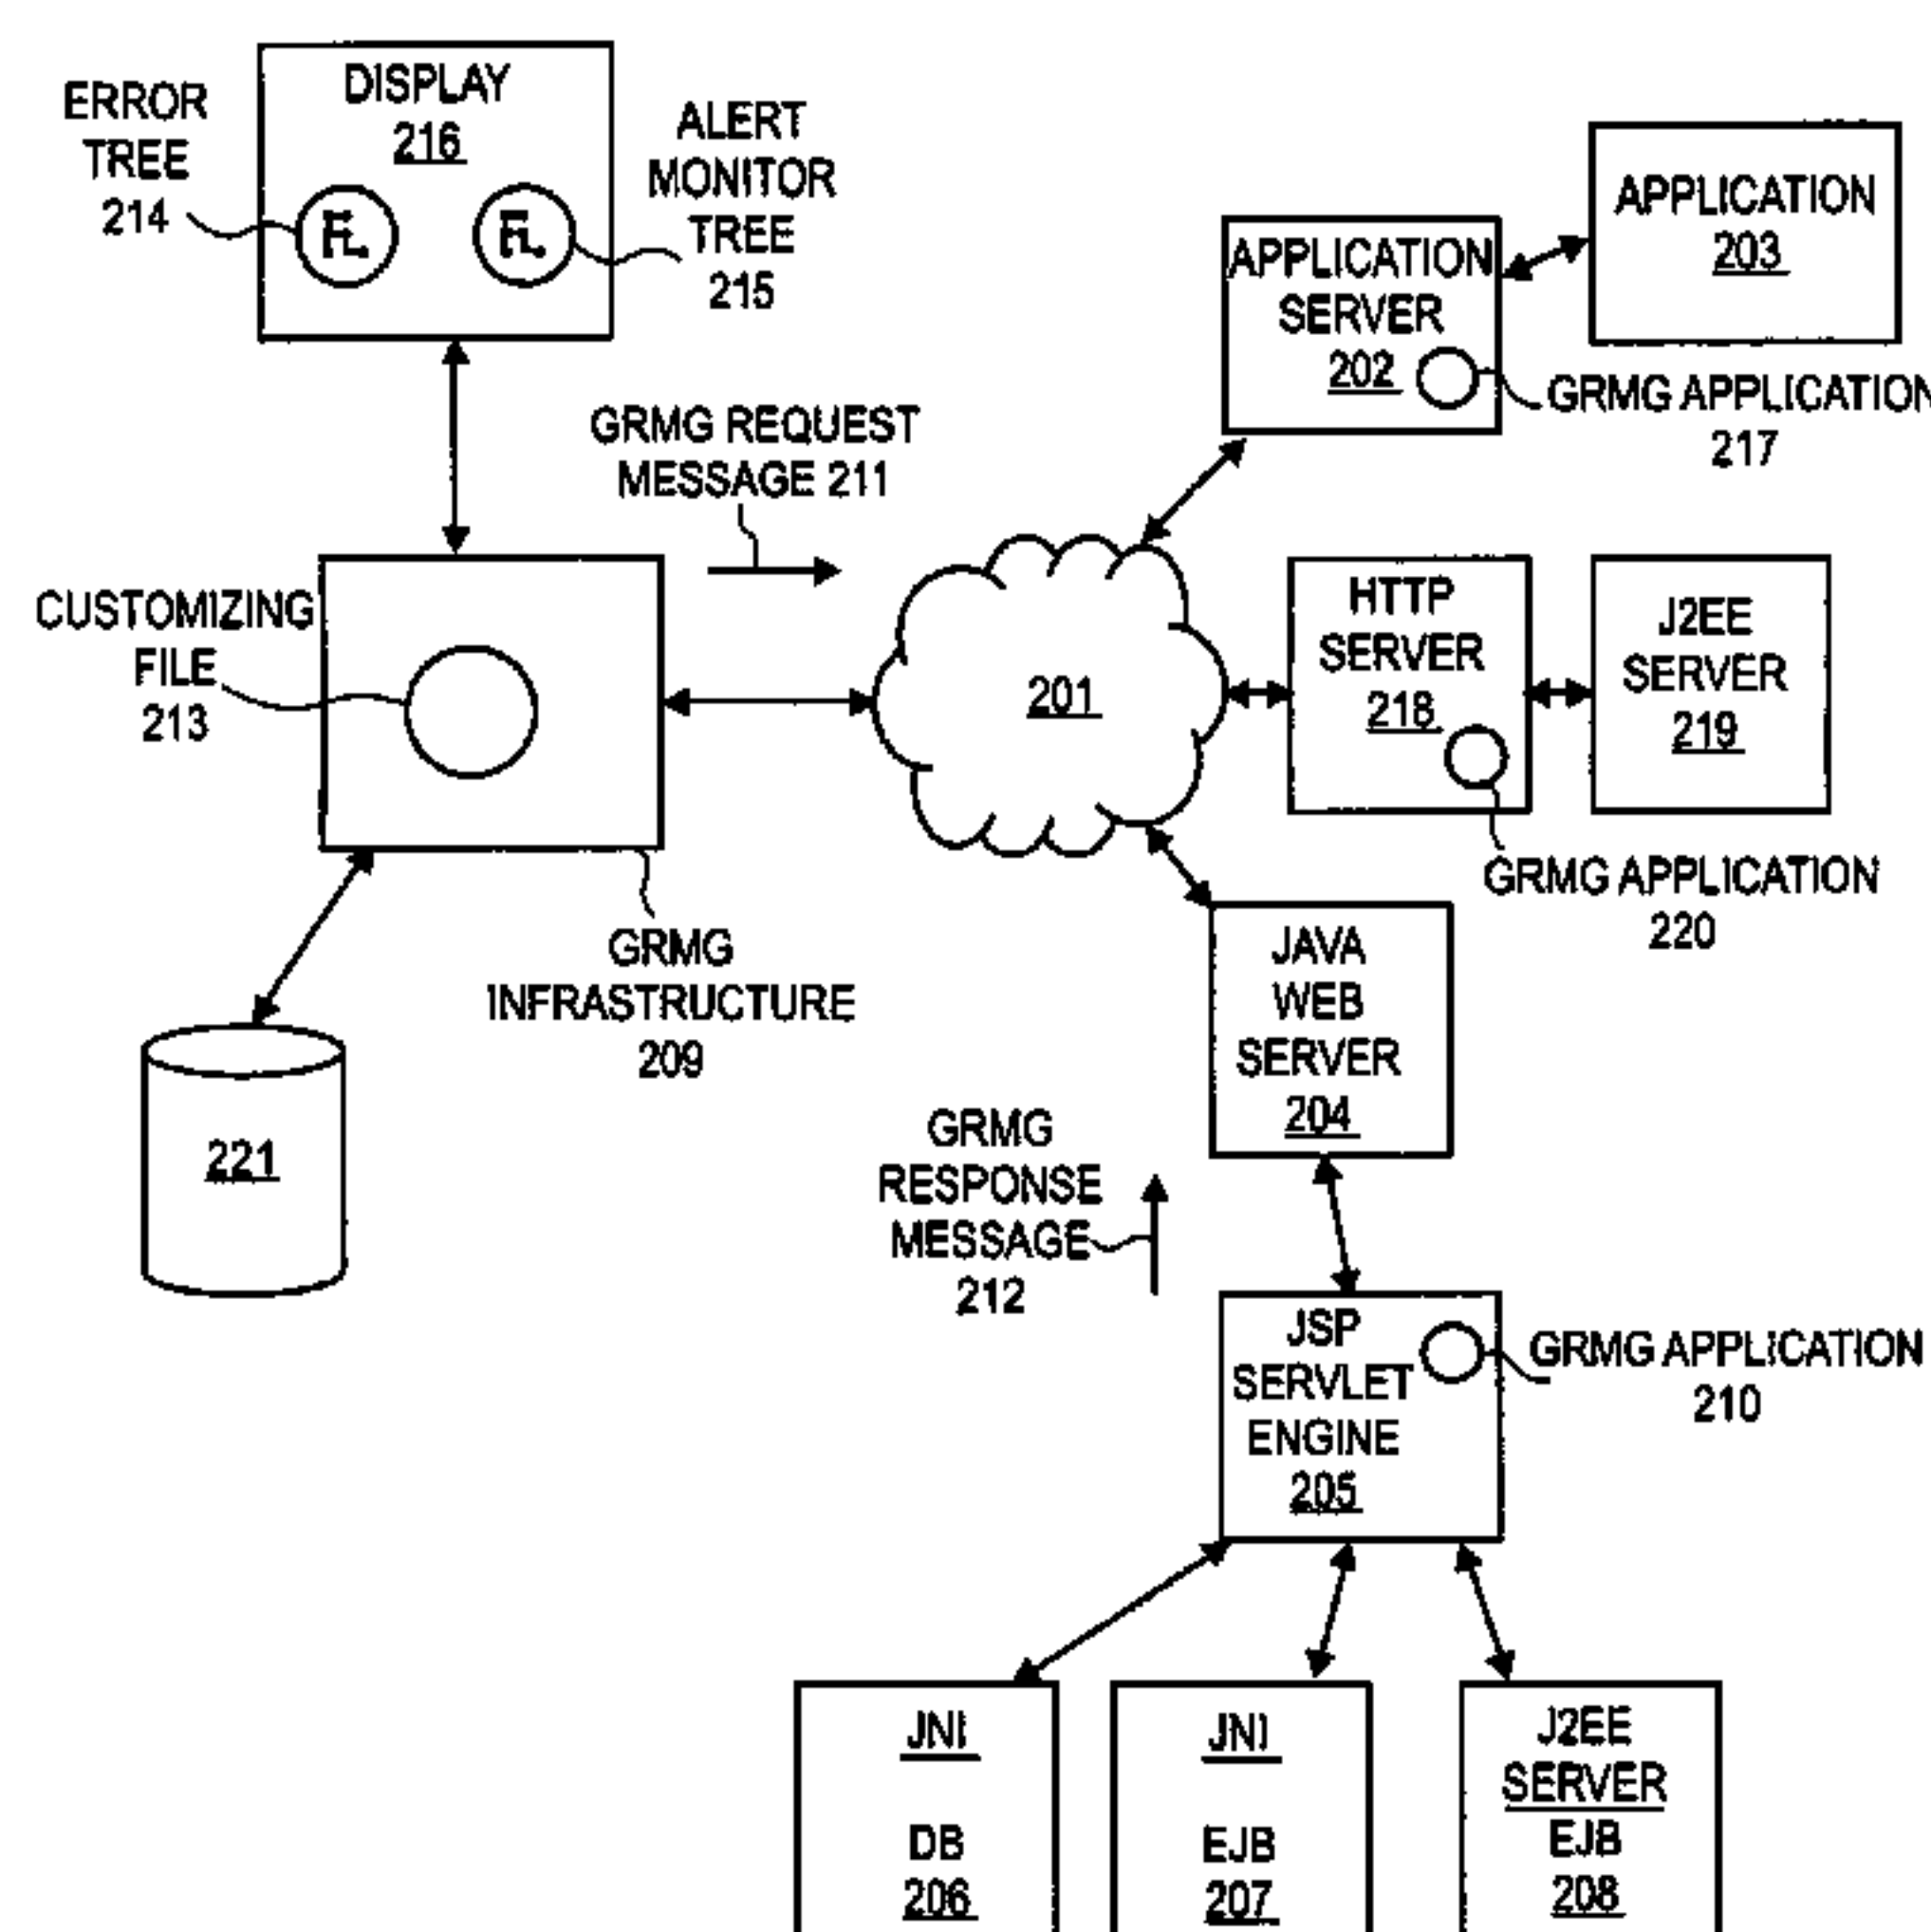 DISPLAY
216
ERROR
TREE
214
ALERT
MONITOR
TREE
215
APPLICATION
203
APPLICATION
SERVER
202
GRMG APPLICATION
217
GRMG REQUEST
MESSAGE 211
CUSTOMIZING
FILE
213
201
HTTP
SERVER
218
J2EE
SERVER
219
GRMG APPLICATION
220
GRMG
INFRASTRUCTURE
209
JAVA
WEB
SERVER
204
221
GRMG
RESPONSE
MESSAGE
212
JSP
SERVLET
ENGINE
205
GRMG APPLICATION
210
JNI
DB
206
JNI
EJB
207
J2EE
SERVER
EJB
208